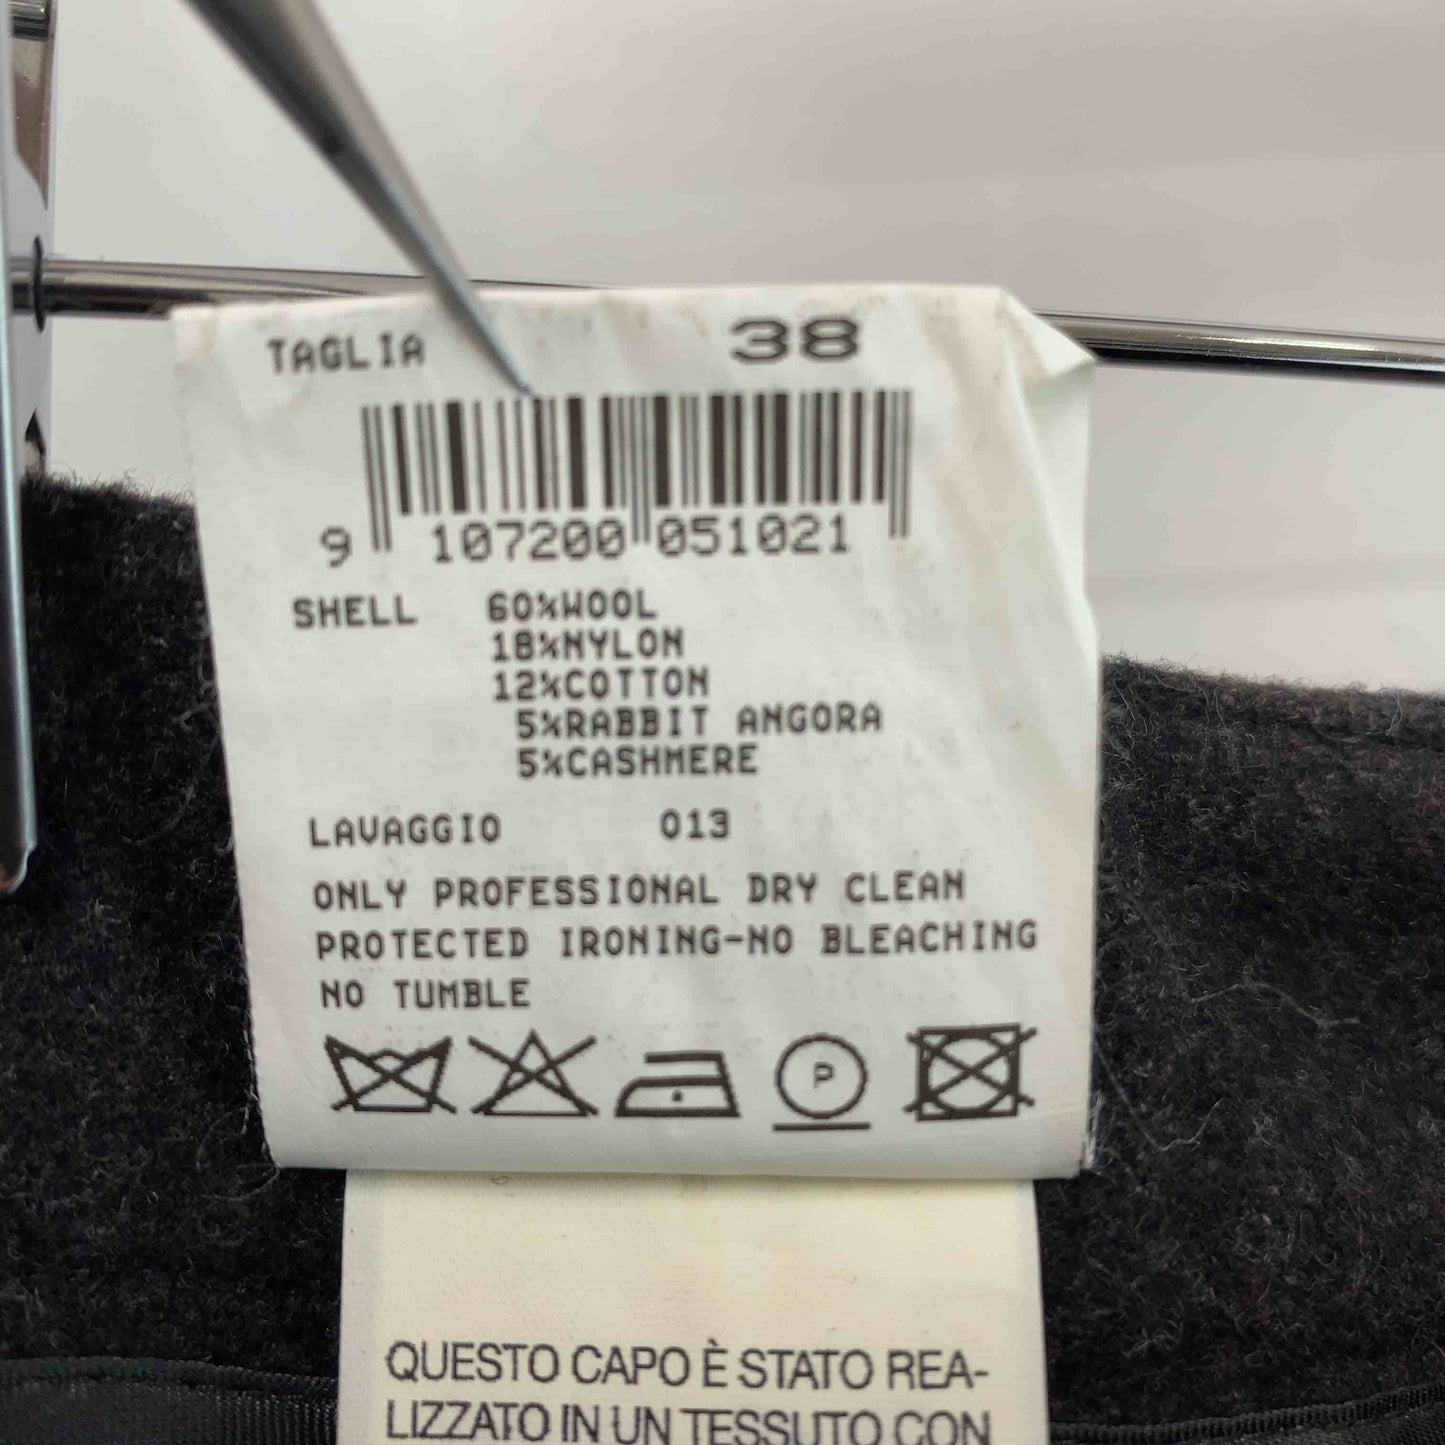 TAGLIA 38
9 107200 051021
SHELL 60%WOOL
18%NYLON
12%COTTON
5%RABBIT ANGORA
5%CASHMERE
LAVAGGIO 013
ONLY PROFESSIONAL DRY CLEAN
PROTECTED IRONING-NO BLEACHING
NO TUMBLE
P
QUESTO CAPO È STATO REA-
LIZZATO IN UN TESSUTO CON